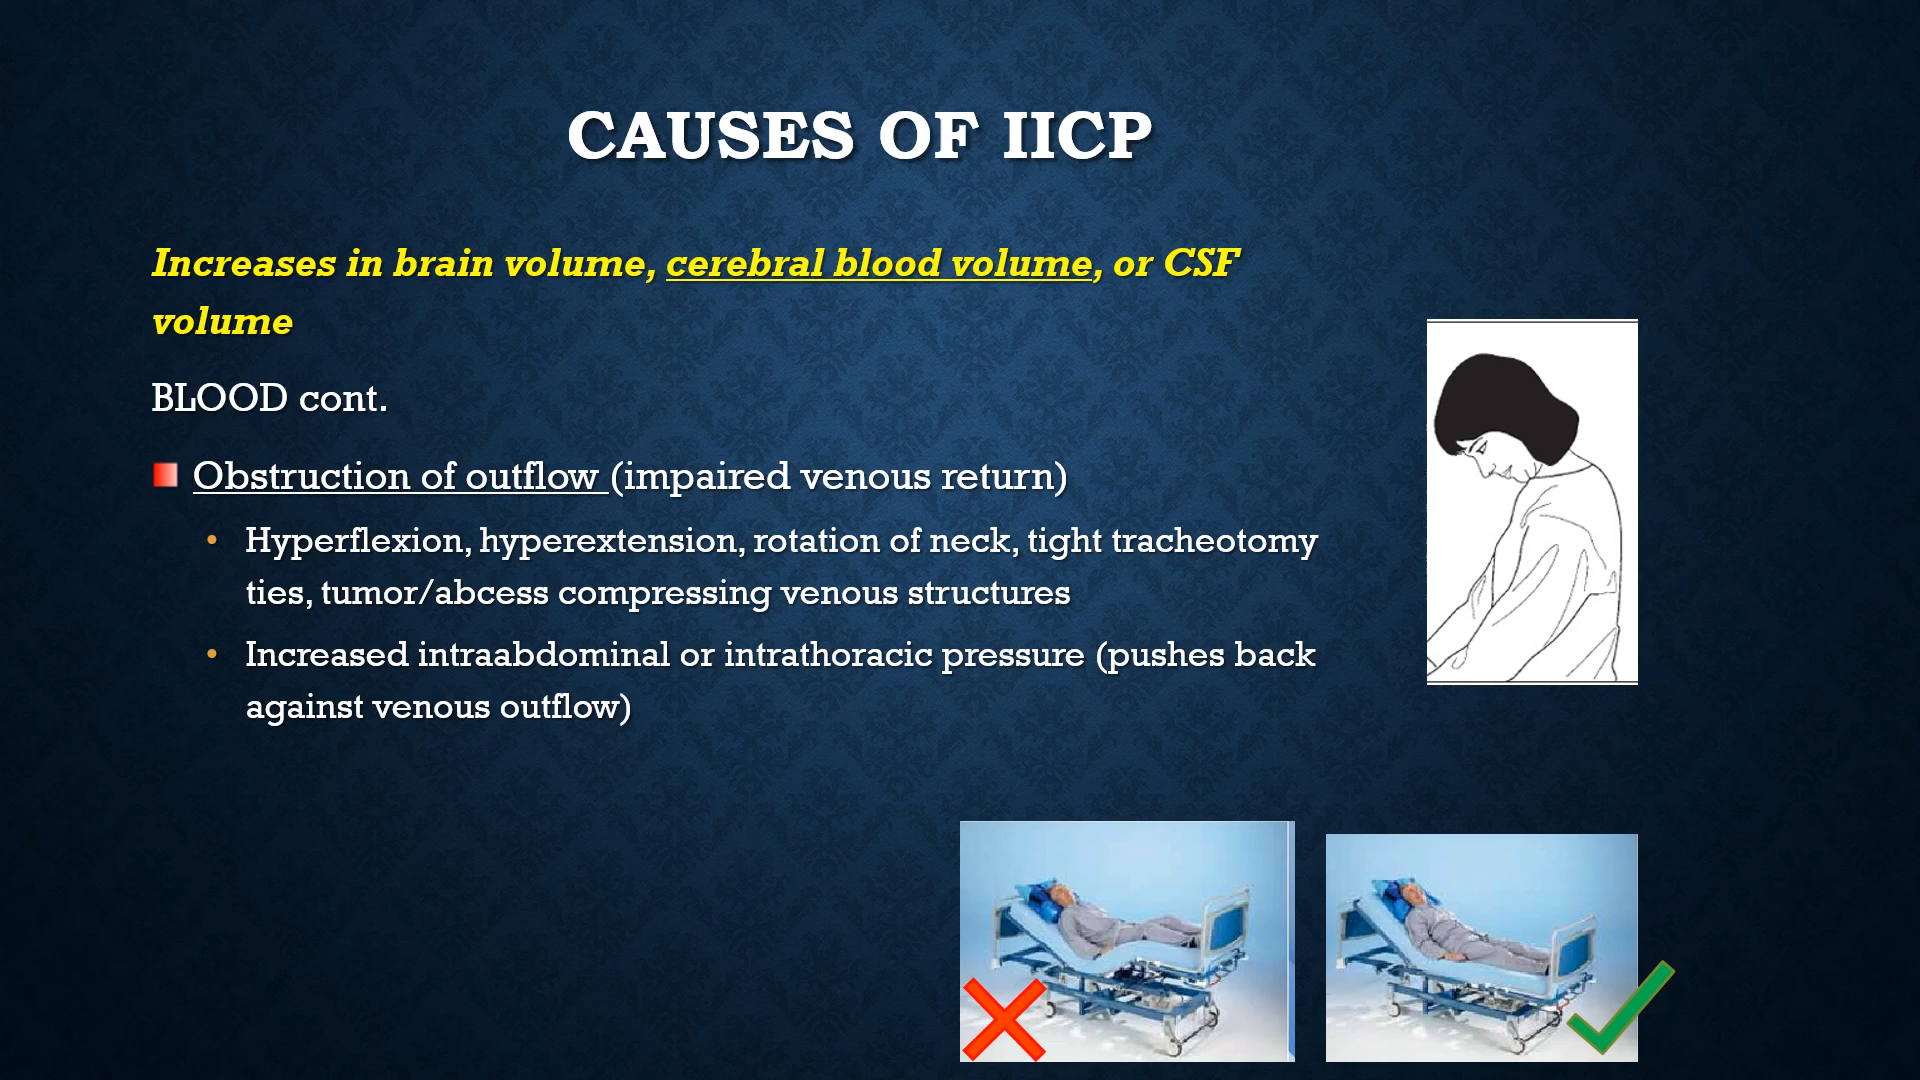 CAUSES OF IICP
Increases in brain volume, cerebral blood volume, or CSF
volume
BLOOD cont.
Obstruction of outflow (impaired venous return)
• Hyperflexion, hyperextension, rotation of neck, tight tracheotomy
ties, tumor/abcess compressing venous structures
• Increased intraabdominal or intrathoracic pressure (pushes back
against venous outflow)